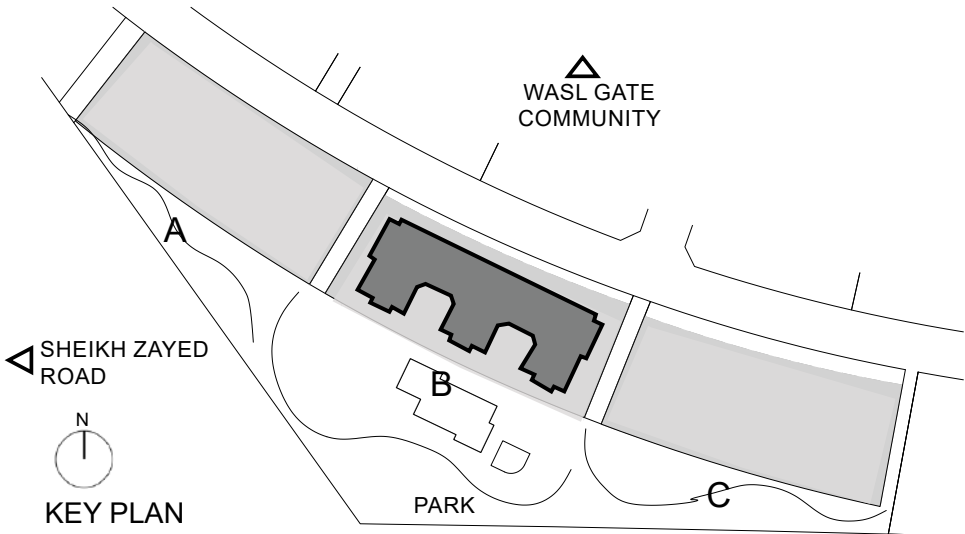 WASL GATE
COMMUNITY
A
SHEIKH ZAYED
ROAD
B
N
KEY PLAN
PARK
C